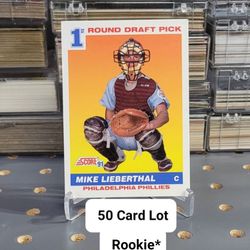 1st ROUND DRAFT PICK
SCORE 91
MIKE LIEBERTHAL C
PHILADELPHIA PHILLIES
50 Card Lot
Rookie*